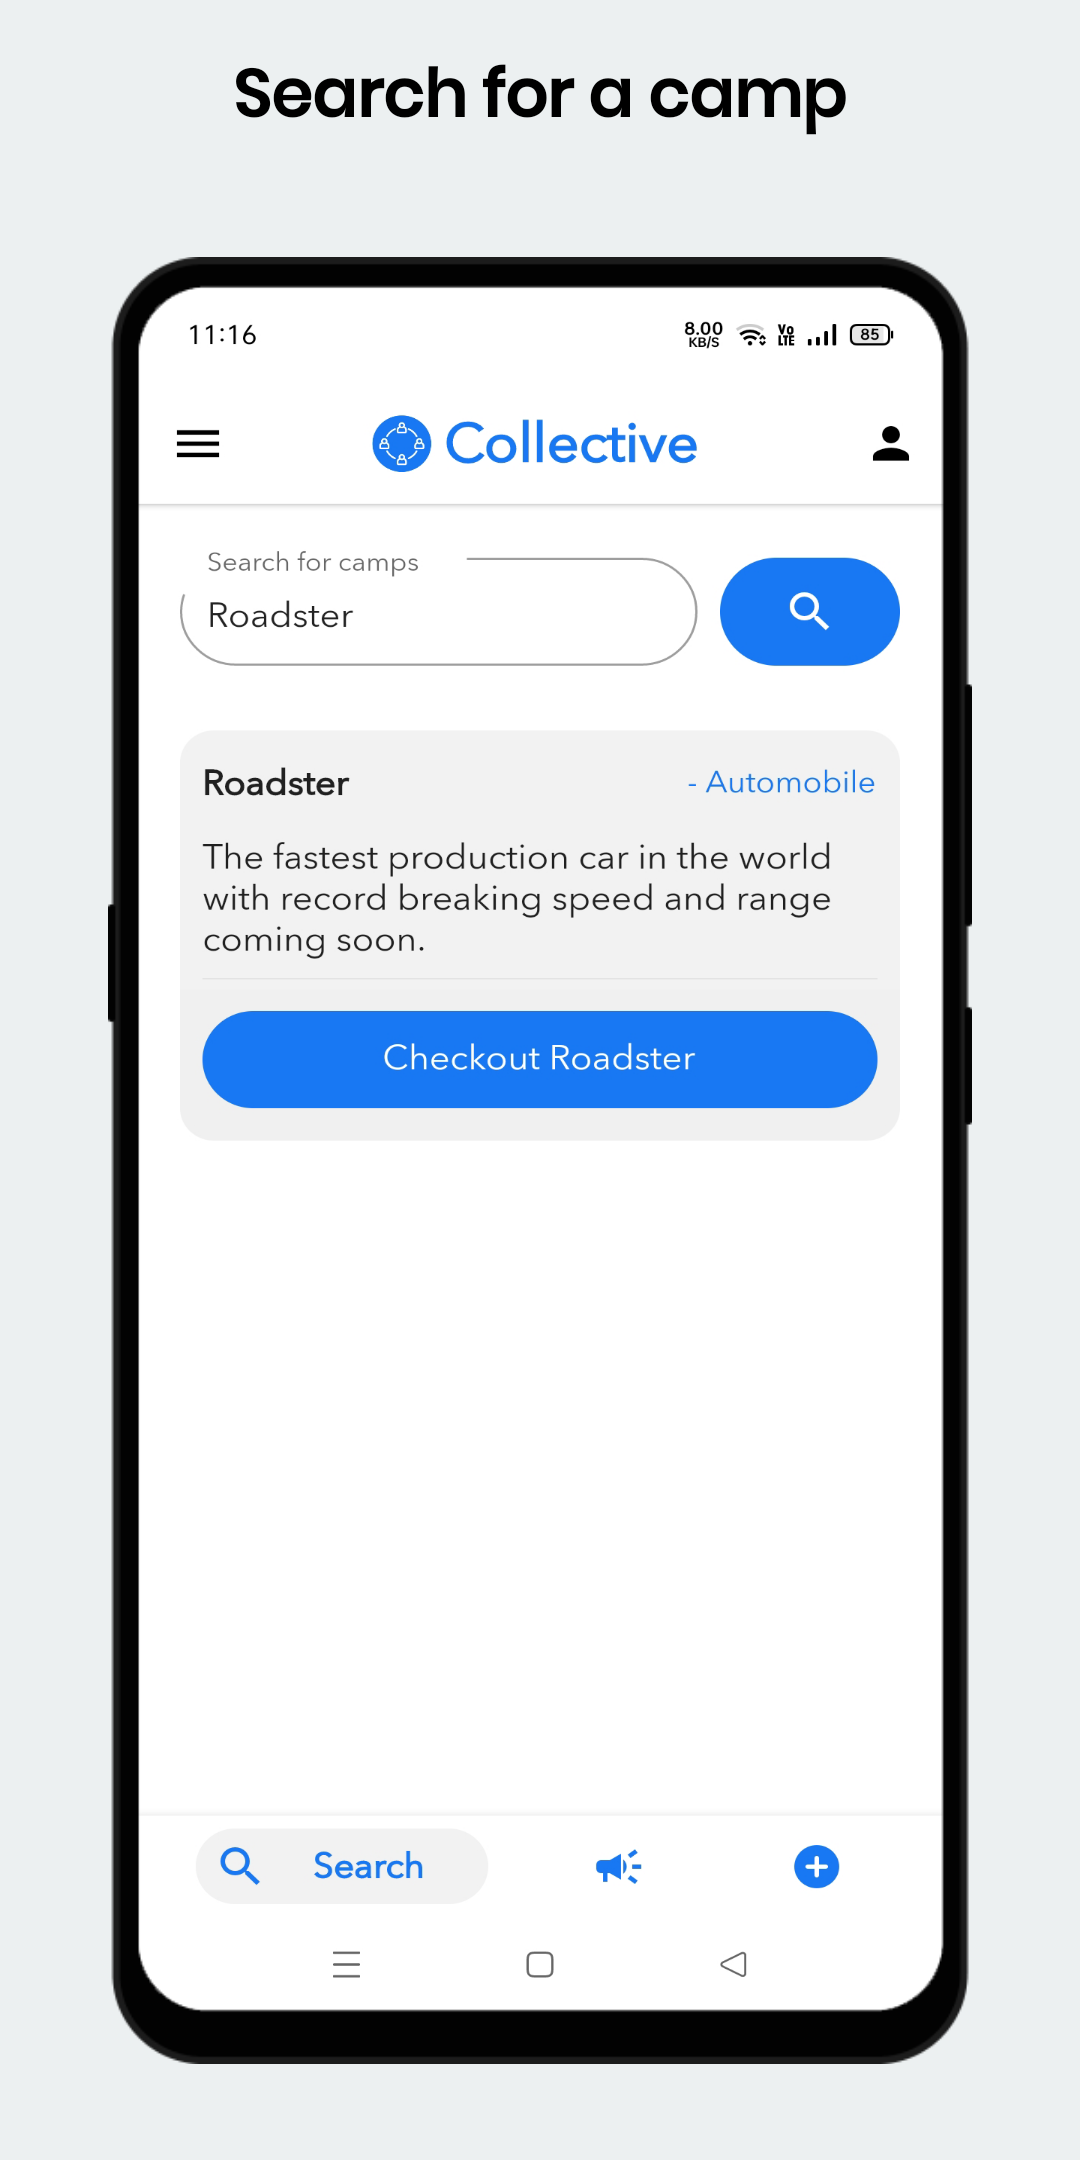 Search for a camp
11:16
8.00
KB/S
Vo
LTE
85
Collective
Search for camps
Roadster
Roadster
- Automobile
The fastest production car in the world
with record breaking speed and range
coming soon.
Checkout Roadster
Search